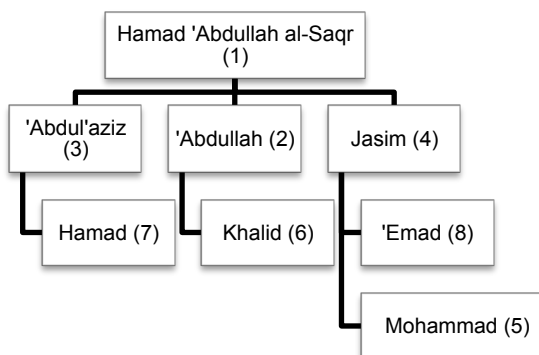 Hamad 'Abdullah al-Saqr
(1)
'Abdul'aziz
(3)
'Abdullah (2)
Jasim (4)
Hamad (7)
Khalid (6)
'Emad (8)
Mohammad (5)